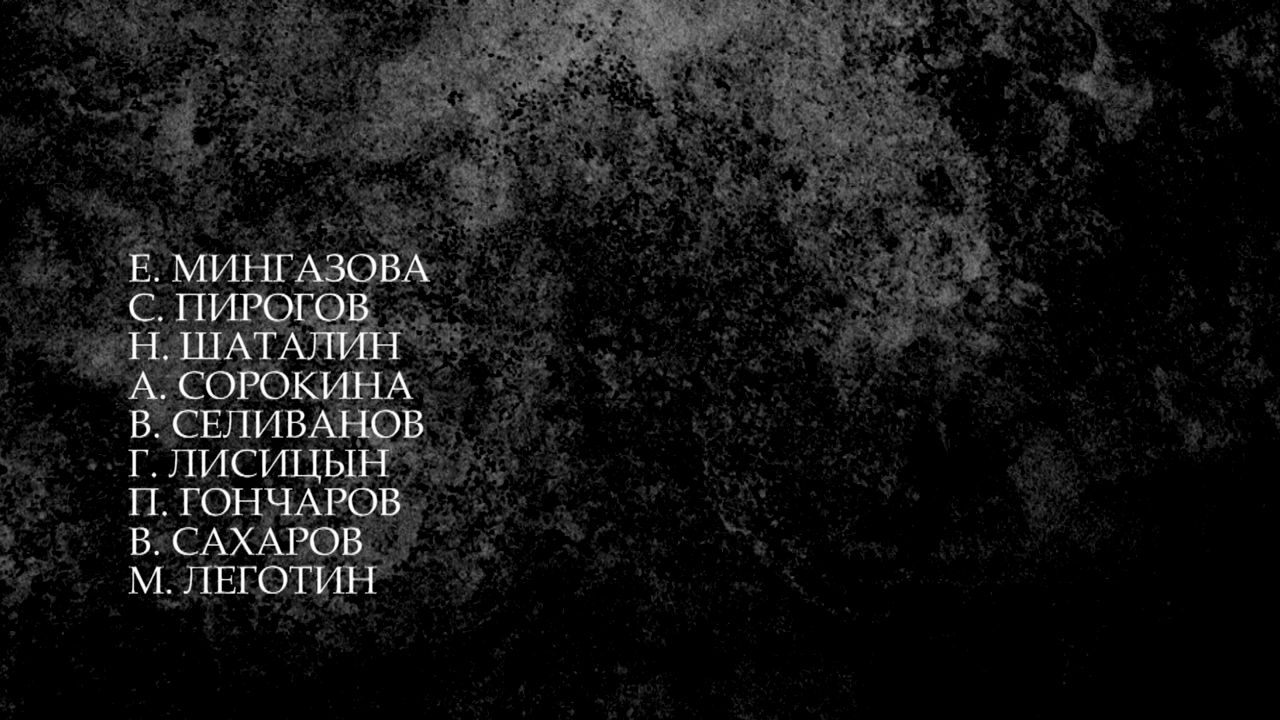 Е. МИНГАЗОВА
С. ПИРОГОВ
Н. ШАТАЛИН
А. СОРОКИНА
В. СЕЛИВАНОВ
Г. ЛИСИЦЫН
П. ГОНЧАРОВ
В. САХАРОВ
М. ЛЕГОТИН